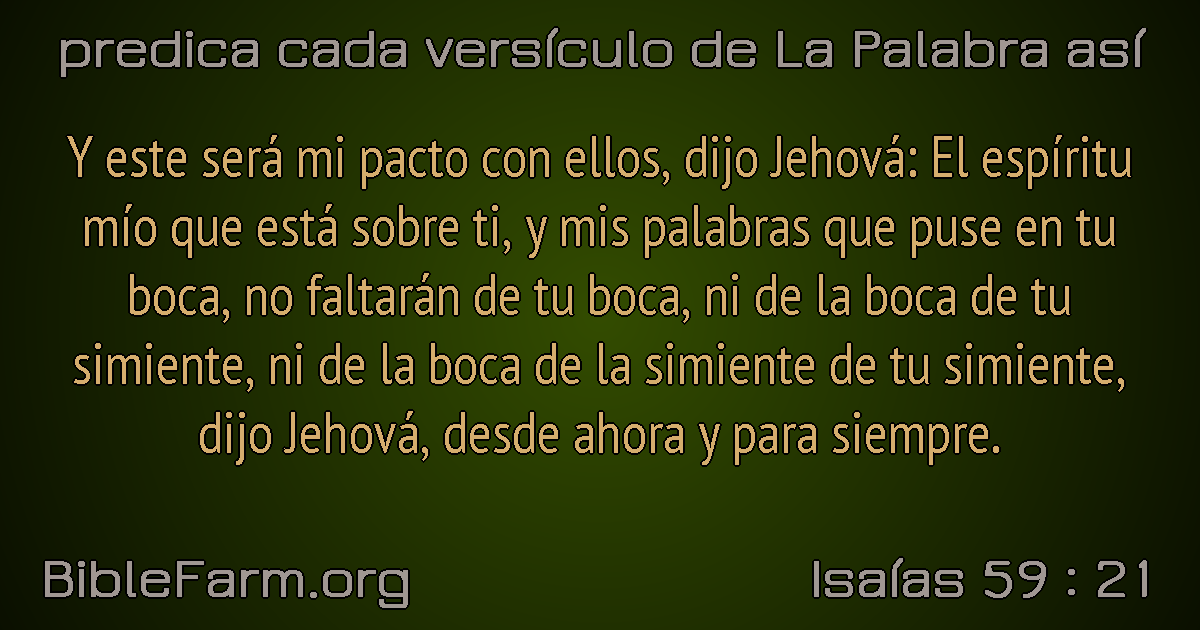 predica cada versículo de La Palabra así
Y este será mi pacto con ellos, dijo Jehová: El espíritu
mío que está sobre ti, y mis palabras que puse en tu
boca, no faltarán de tu boca, ni de la boca de tu
simiente, ni de la boca de la simiente de tu simiente,
dijo Jehová, desde ahora y para siempre.
BibleFarm.org
Isaías 59 : 21